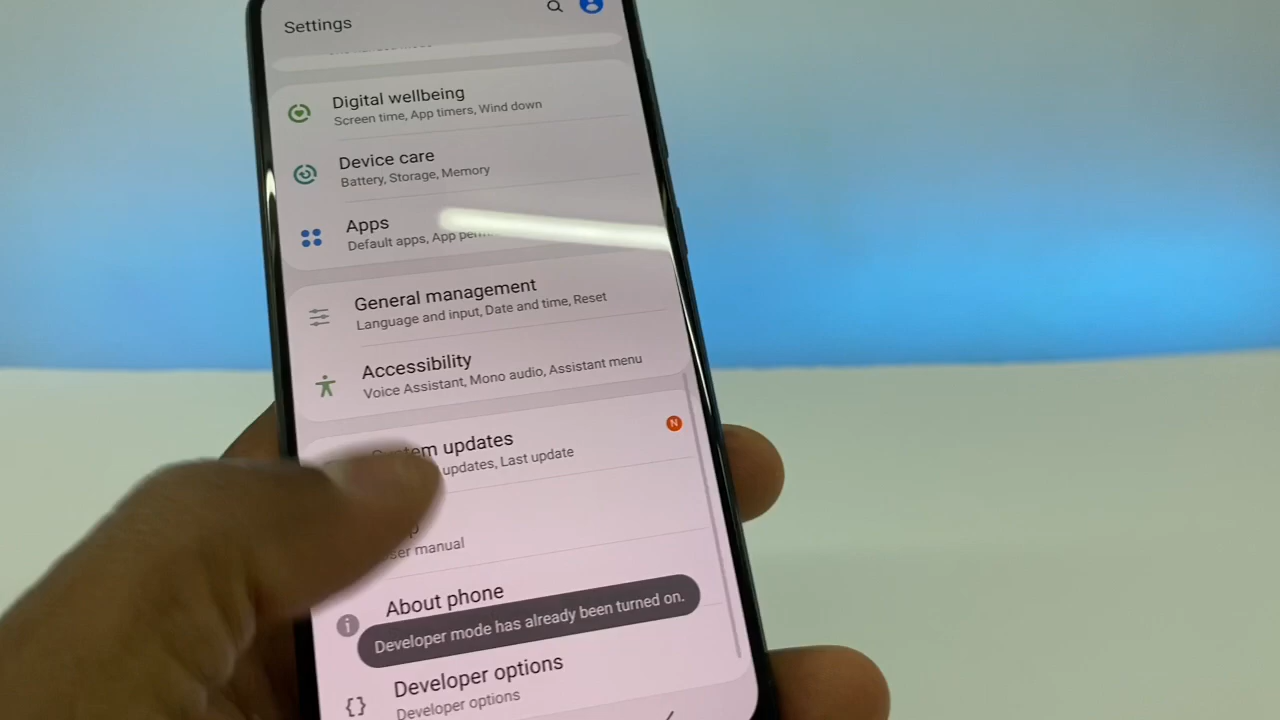 Settings
Digital wellbeing
Screen time, App timers, Wind down
Device care
Battery, Storage, Memory
Apps
Default apps, App
General management
Language and input, Date and time, Reset
Accessibility
Voice Assistant, Mono audio, Assistant menu
System updates
N
updates, Last update
manual
About phone
Developer mode has already been turned on.
Developer options
Developer options